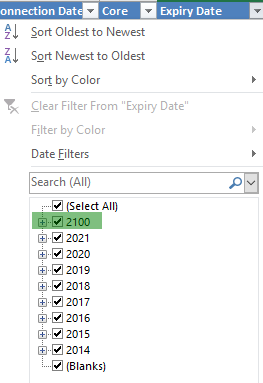 onnection Date Core Expiry Date
Sort Oldest to Newest
Sort Newest to Oldest
Sort by Color
Clear Filter From "Expiry Date"
Filter by Color
Date Filters
Search (All)
(Select All)
2100
2021
2020
2019
2018
2017
2016
2015
2014
(Blanks)